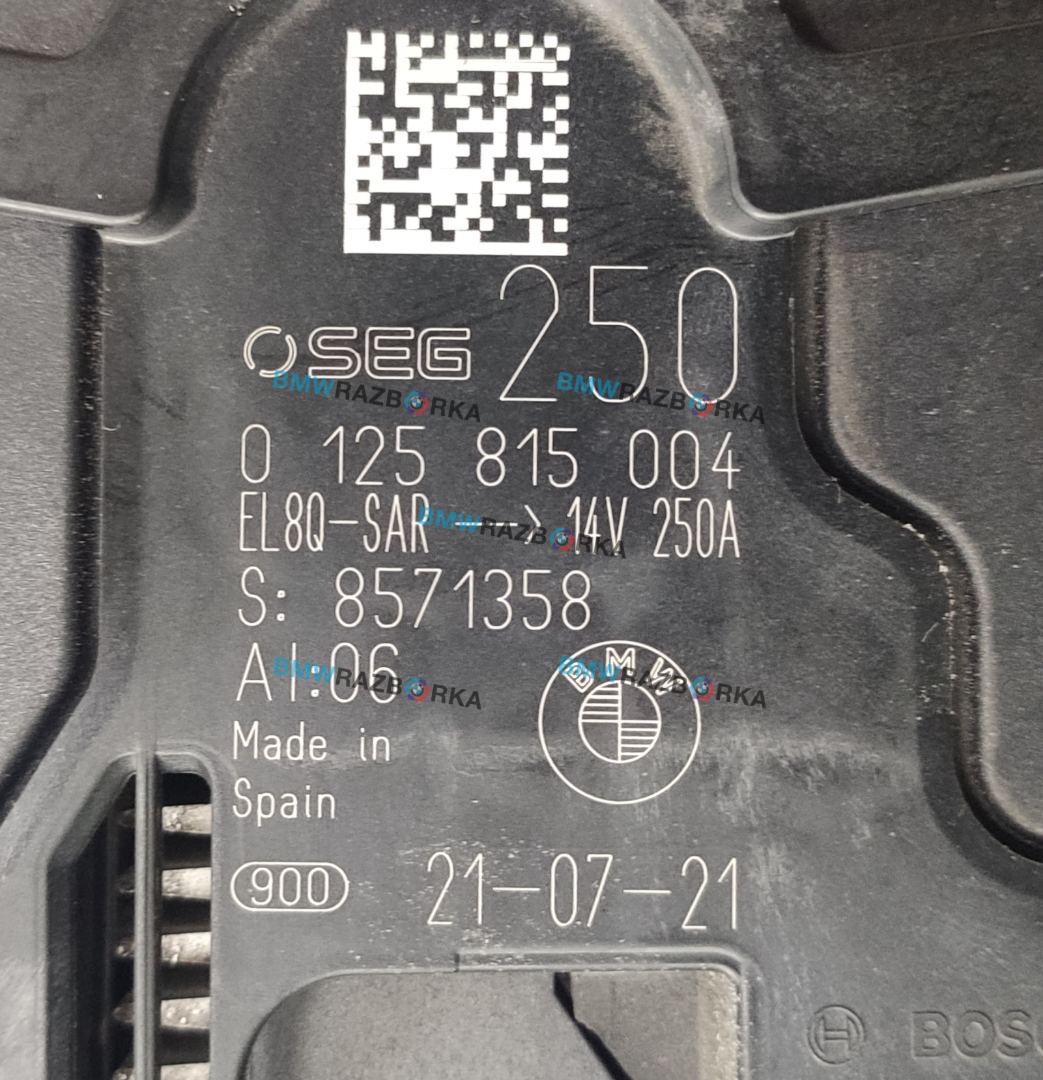 250
SEG
BMWRAZBORKA BMWRAZBORKA
0 125 815 004
EL8Q-SAR ---> 14V 250A
BMWRAZBORKA
S: 8571358
AI:06
BMWRAZBORKA BMWRAZBORKA
BMW
Made in
Spain
900 21-07-21